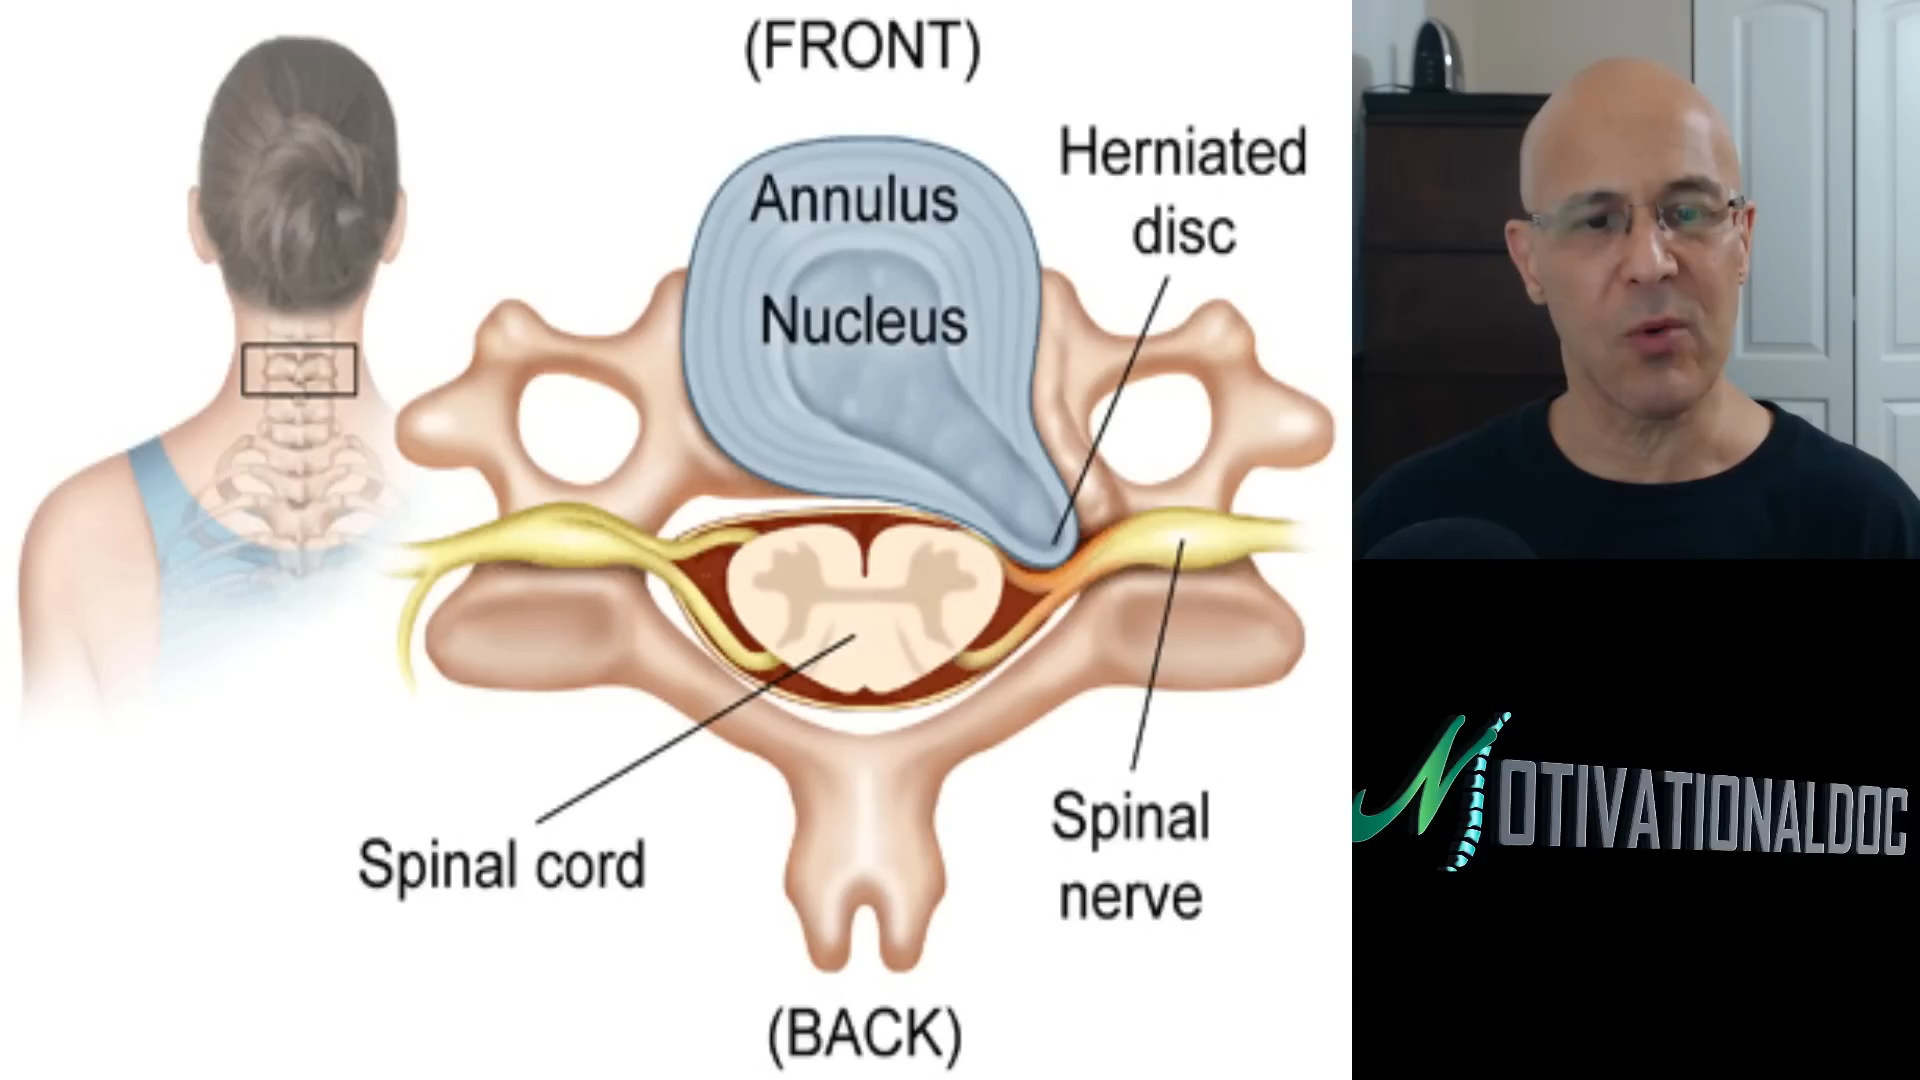 (FRONT)
Herniated
disc
Annulus
Nucleus
Spinal cord
Spinal
nerve
(BACK)
MOTIVATIONALDOC